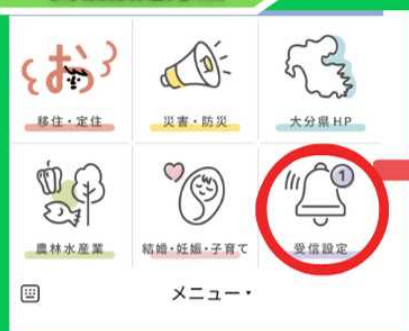 お
移住・定住
災害・防災
大分県HP
1
農林水産業
結婚・妊娠・子育て
受信設定
メニュー▾